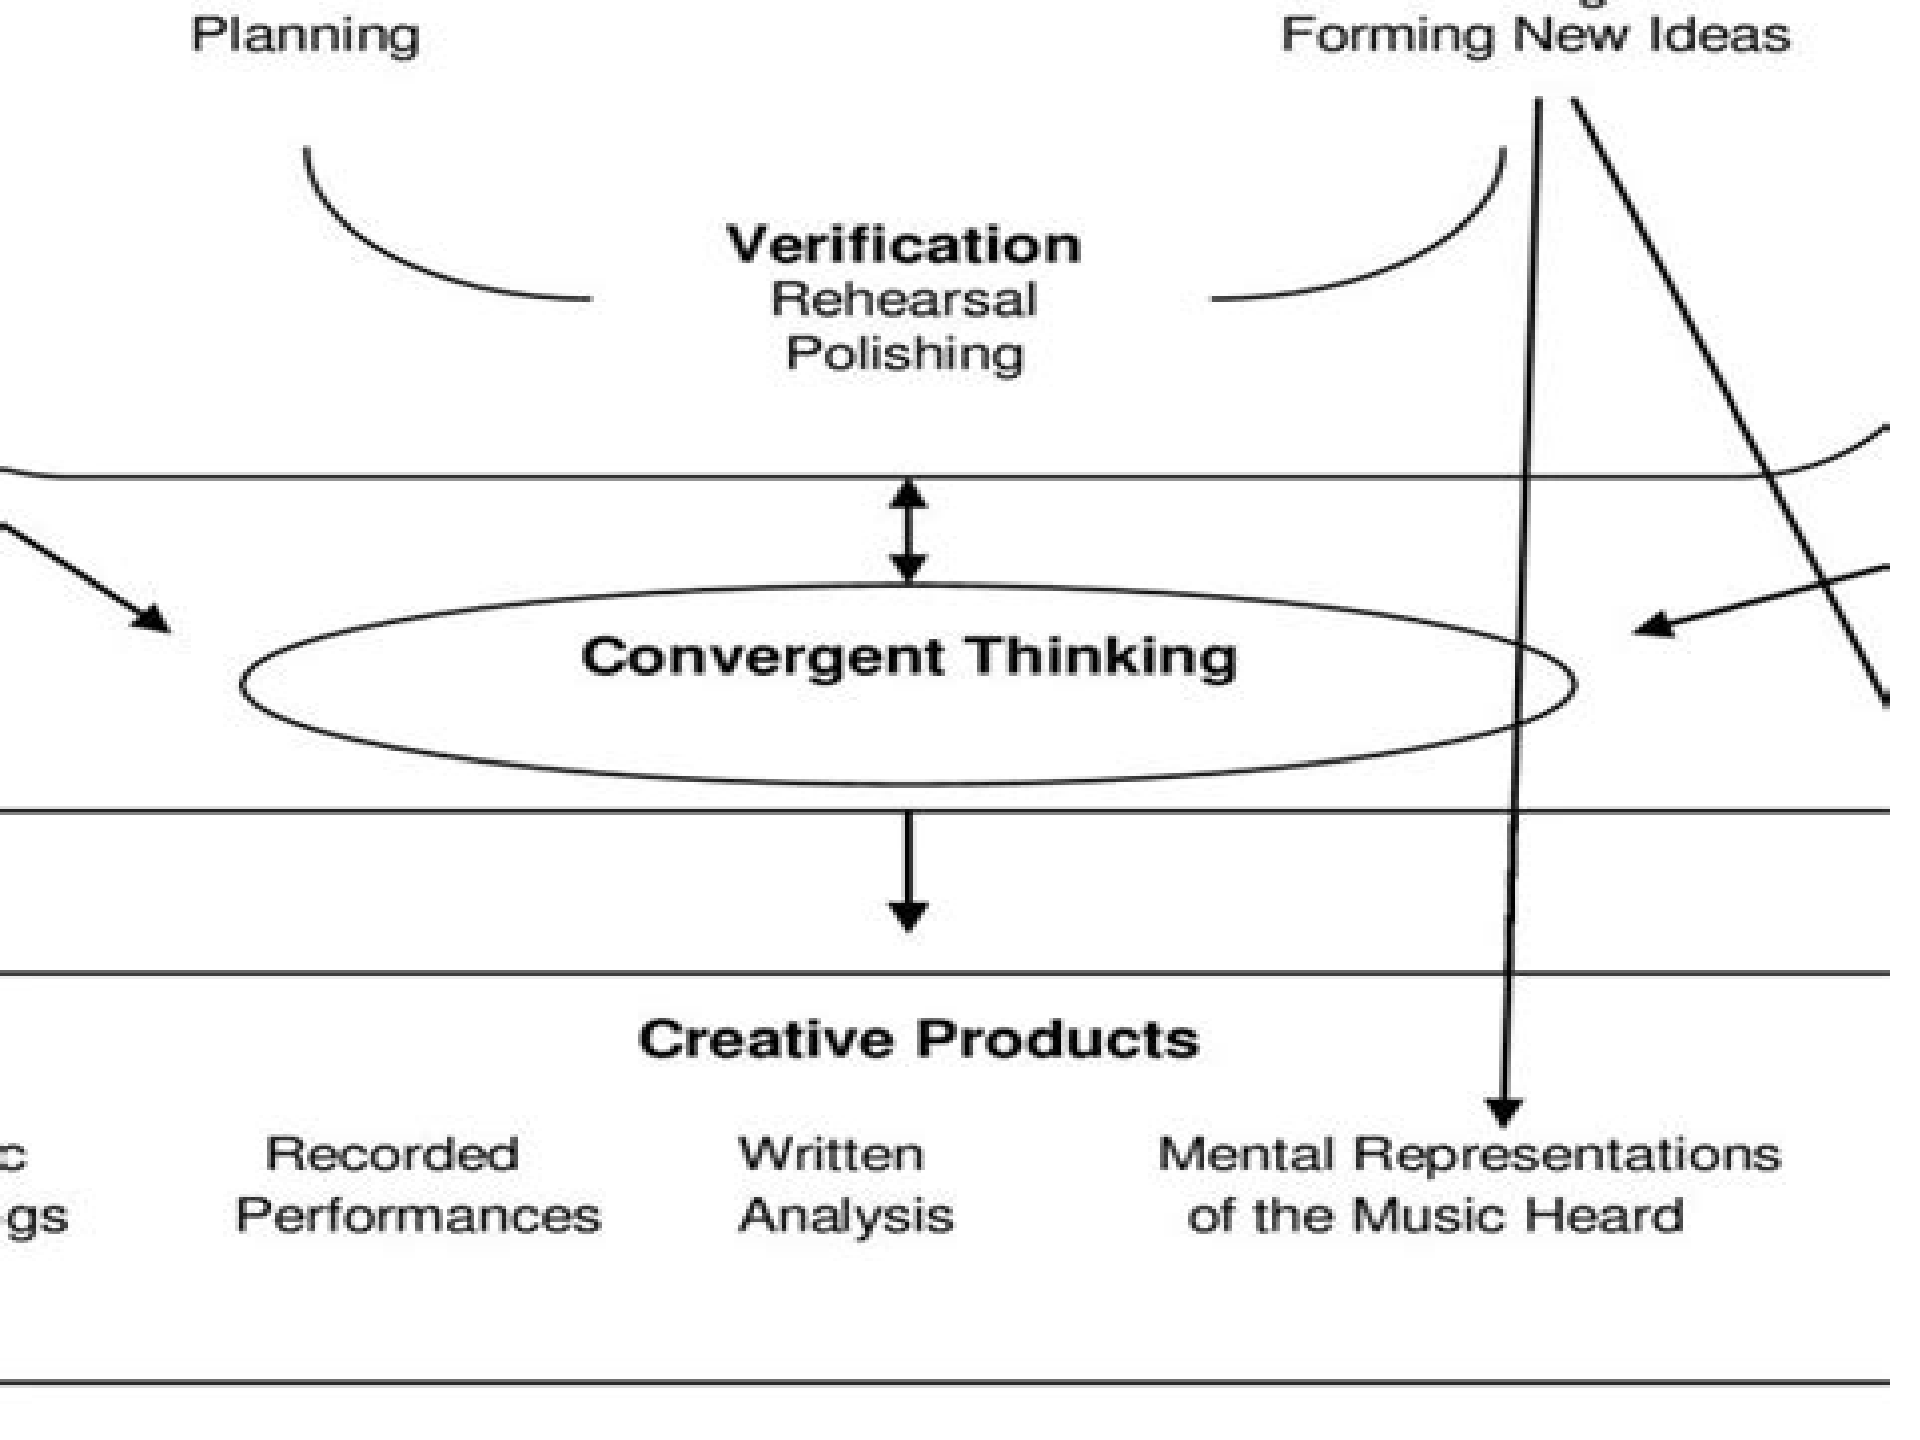 Planning
Forming New Ideas
Verification
Rehearsal
Polishing
Convergent Thinking
Creative Products
Recorded
Performances
Written
Analysis
Mental Representations
of the Music Heard